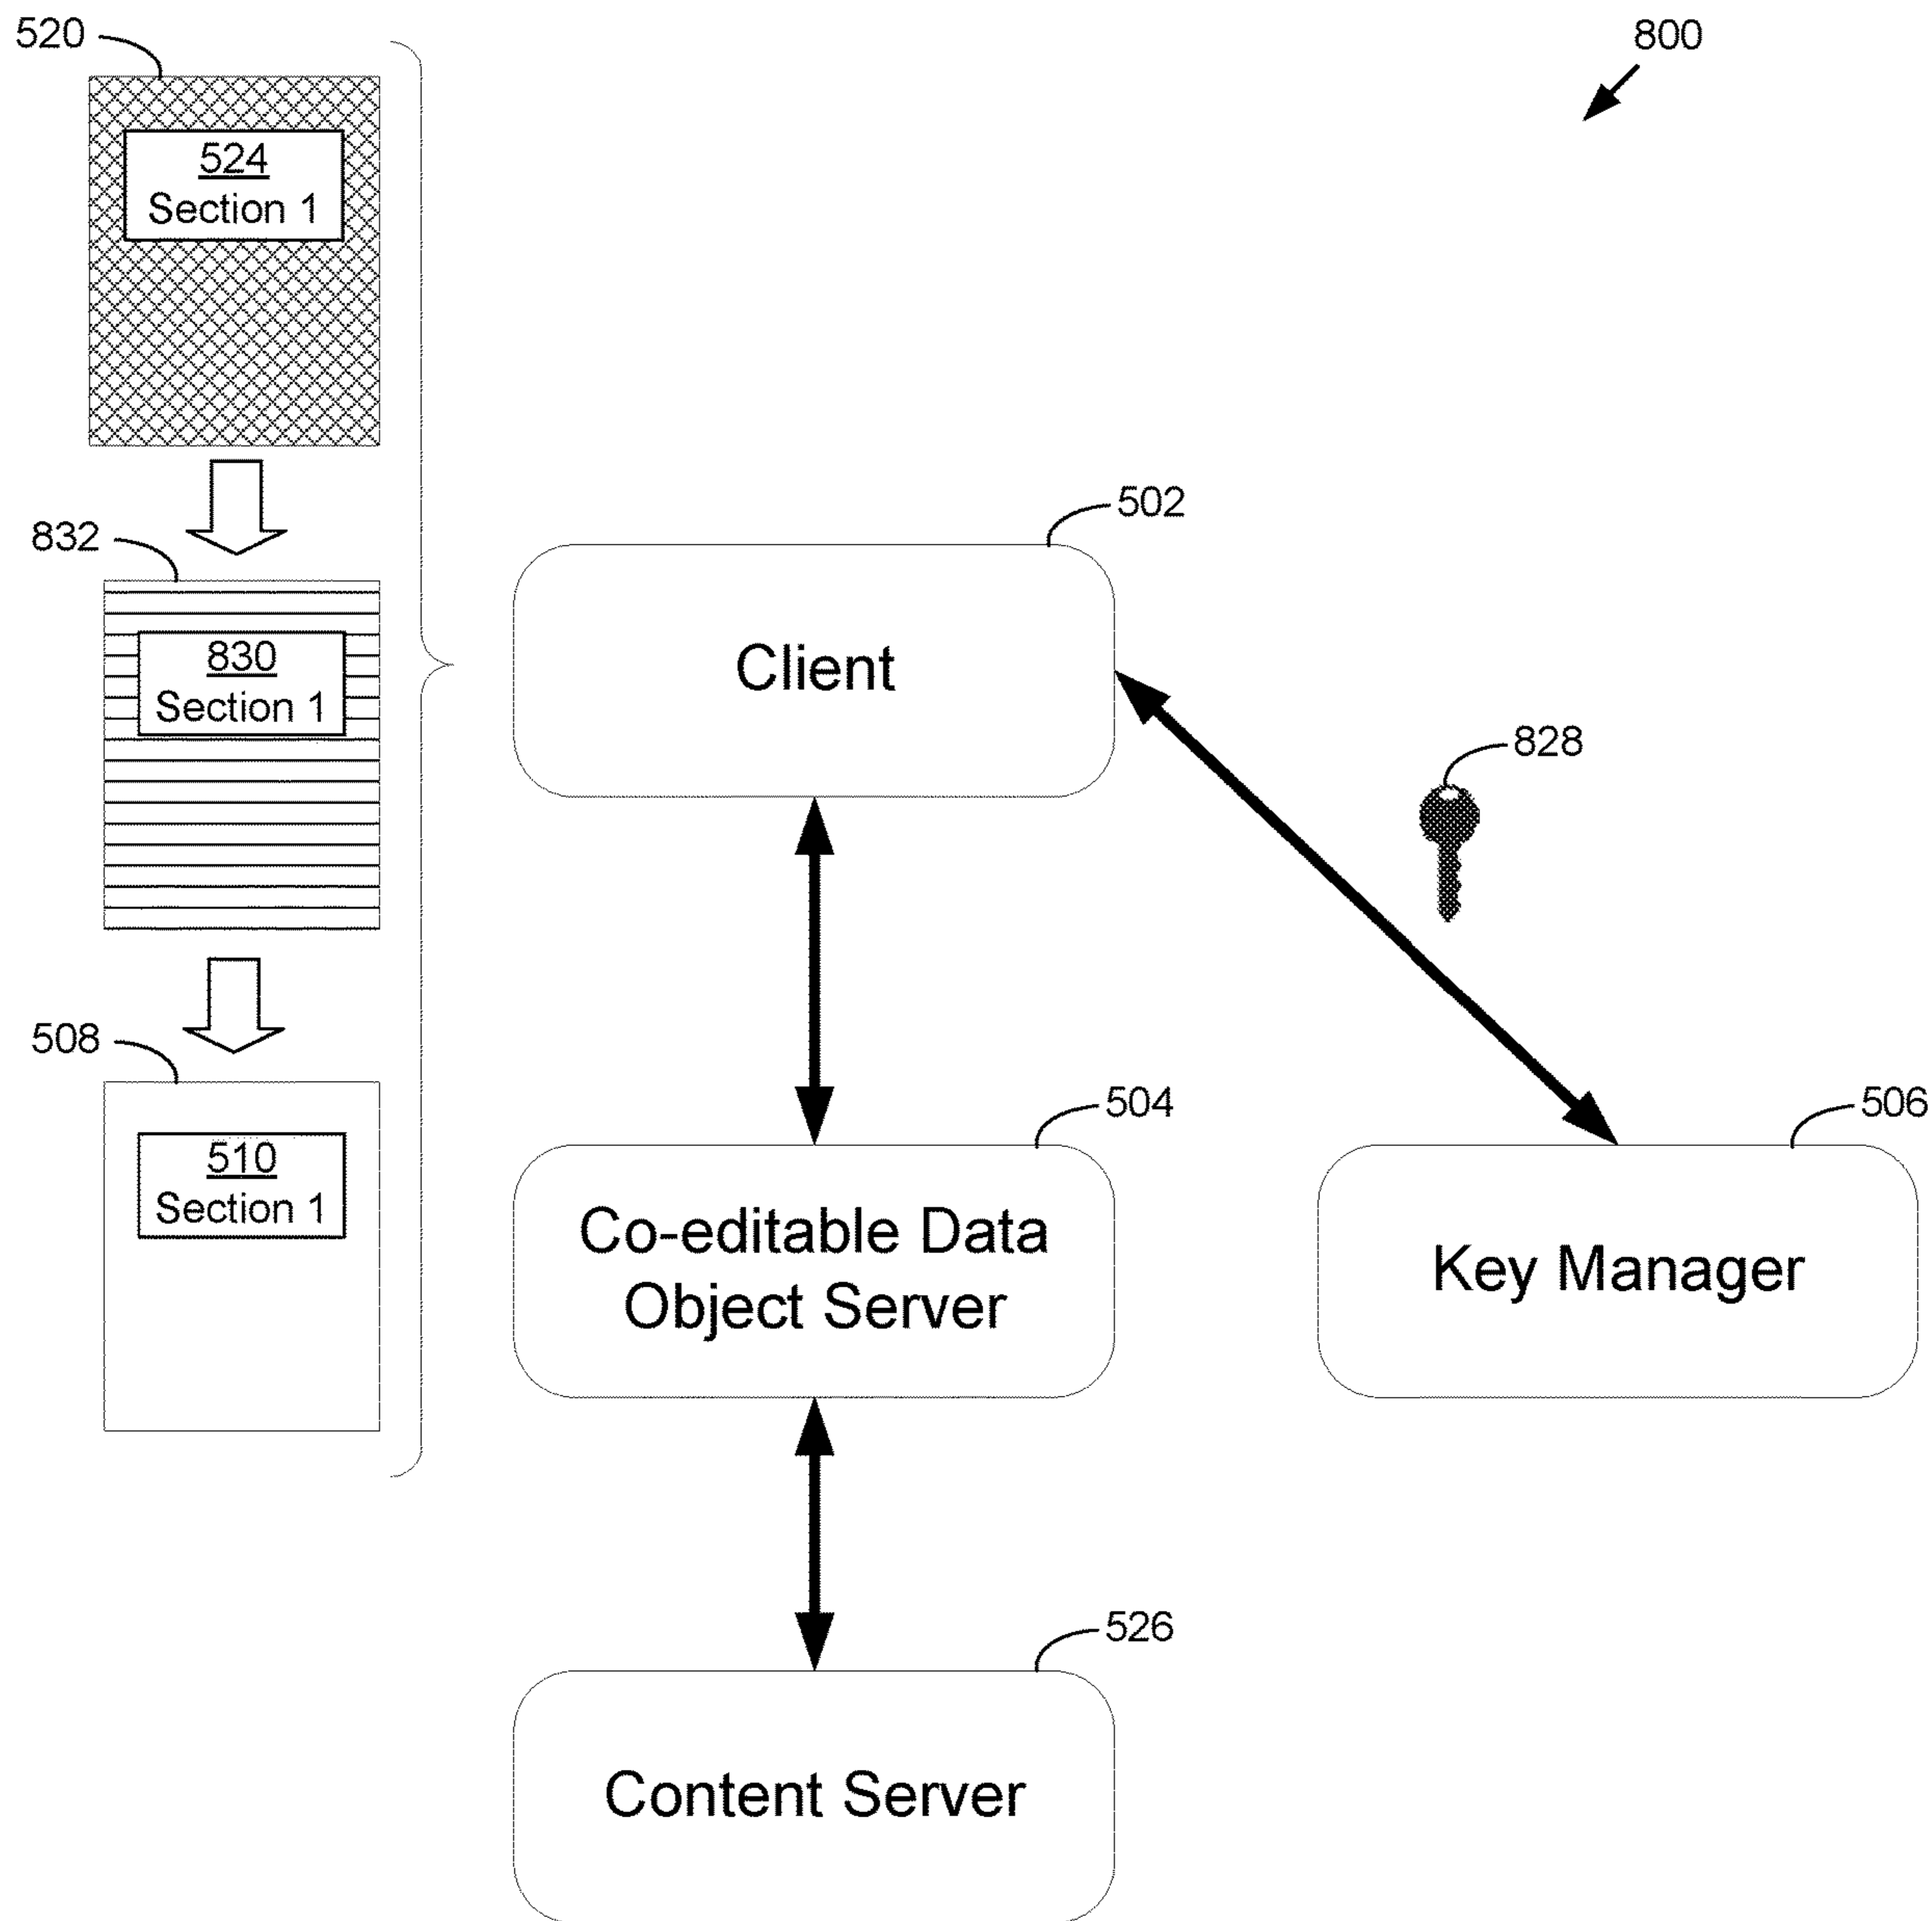 520
800
524
Section 1
502
832
Client
830
Section 1
828
508
504
506
510
Section 1
Co-editable Data
Object Server
Key Manager
526
Content Server